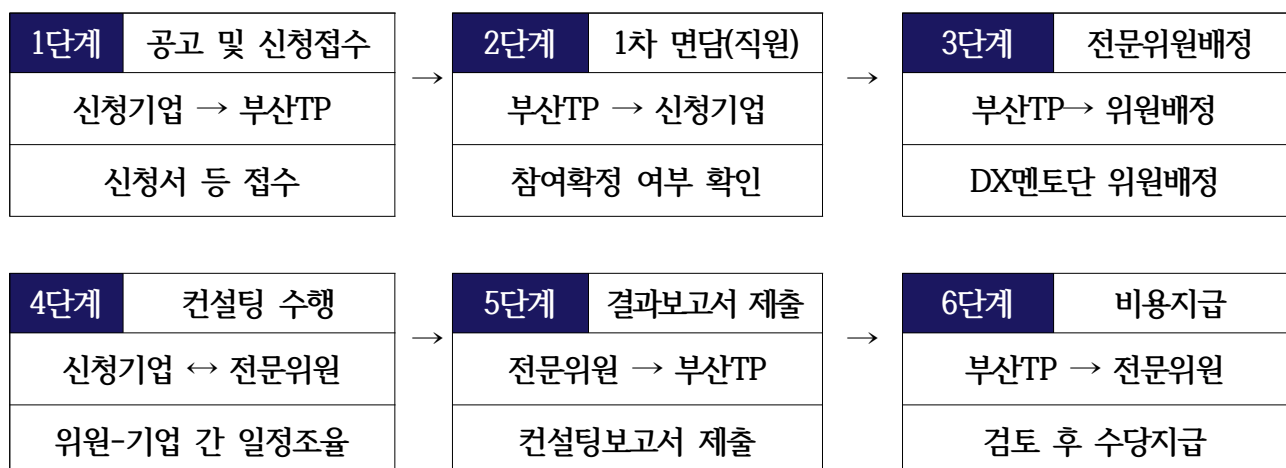 1단계 공고 및 신청접수 → 2단계 1차 면담(직원) → 3단계 전문위원배정
신청기업 → 부산TP 부산TP → 신청기업 부산TP→ 위원배정
신청서 등 접수 참여확정 여부 확인 DX멘토단 위원배정
4단계 컨설팅 수행 → 5단계 결과보고서 제출 → 6단계 비용지급
신청기업 ↔ 전문위원 전문위원 → 부산TP 부산TP → 전문위원
위원-기업 간 일정조율 컨설팅보고서 제출 검토 후 수당지급